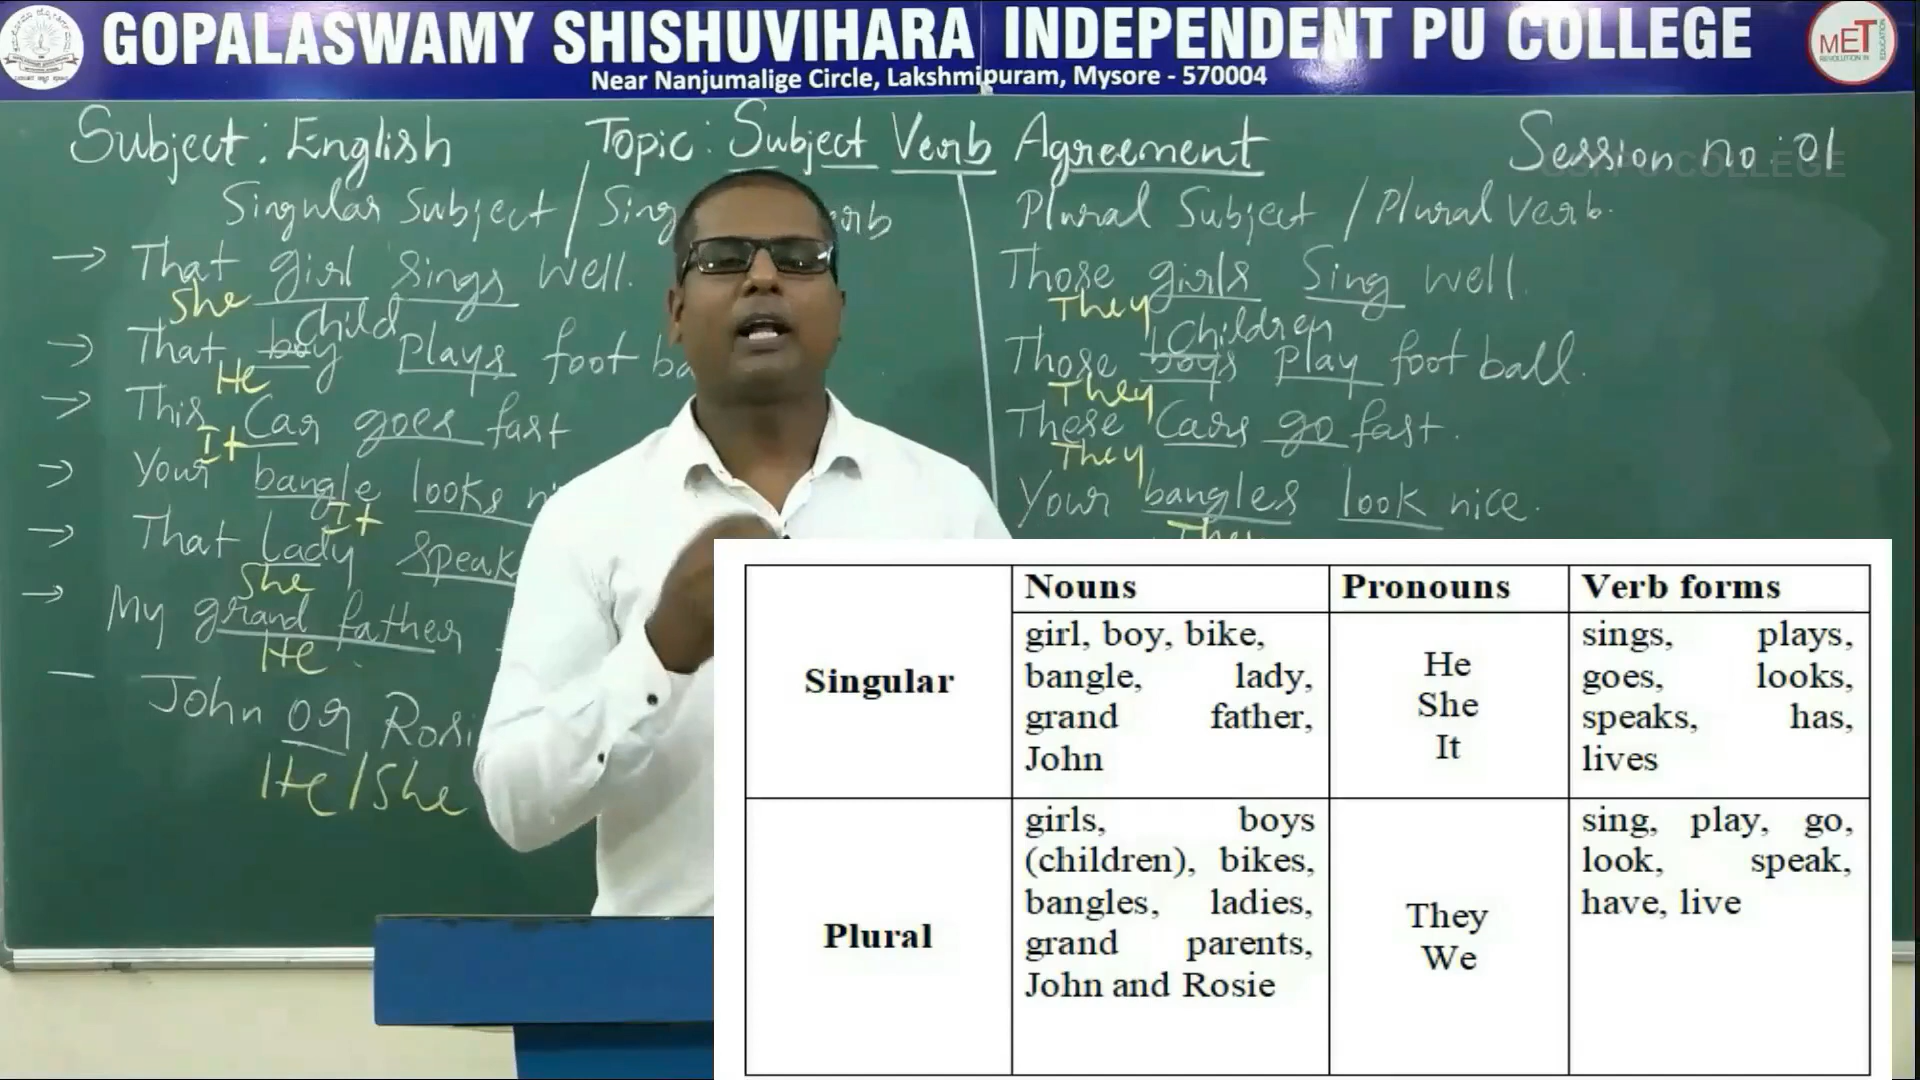 GOPALASWAMY SHISHUVIHARA INDEPENDENT PU COLLEGE
Near Nanjumalige Circle, Lakshmipuram, Mysore - 570004
MET
Subject: English
Topic: Subject Verb Agreement
Session no: 01
GSI PU COLLEGE
Singular Subject / Sing
erb
Plural Subject / Plural Verb.
→ That girl sings well.
She
Those girls Sing well.
They
Child
→ That boy Plays foot ba
He
Children
Those boys Play foot ball.
They
→ This Car goes fast
It
These Cars go fast.
They
→ Your bangle looks
It
Your bangles look nice.
→ That Lady speak
She
→ My grand father
He
— John or Rosi
He/She
Nouns Pronouns Verb forms
Singular
girl, boy, bike,
bangle, lady,
grand father,
John
He
She
It
sings, plays,
goes, looks,
speaks, has,
lives
Plural
girls, boys
(children), bikes,
bangles, ladies,
grand parents,
John and Rosie
They
We
sing, play, go,
look, speak,
have, live